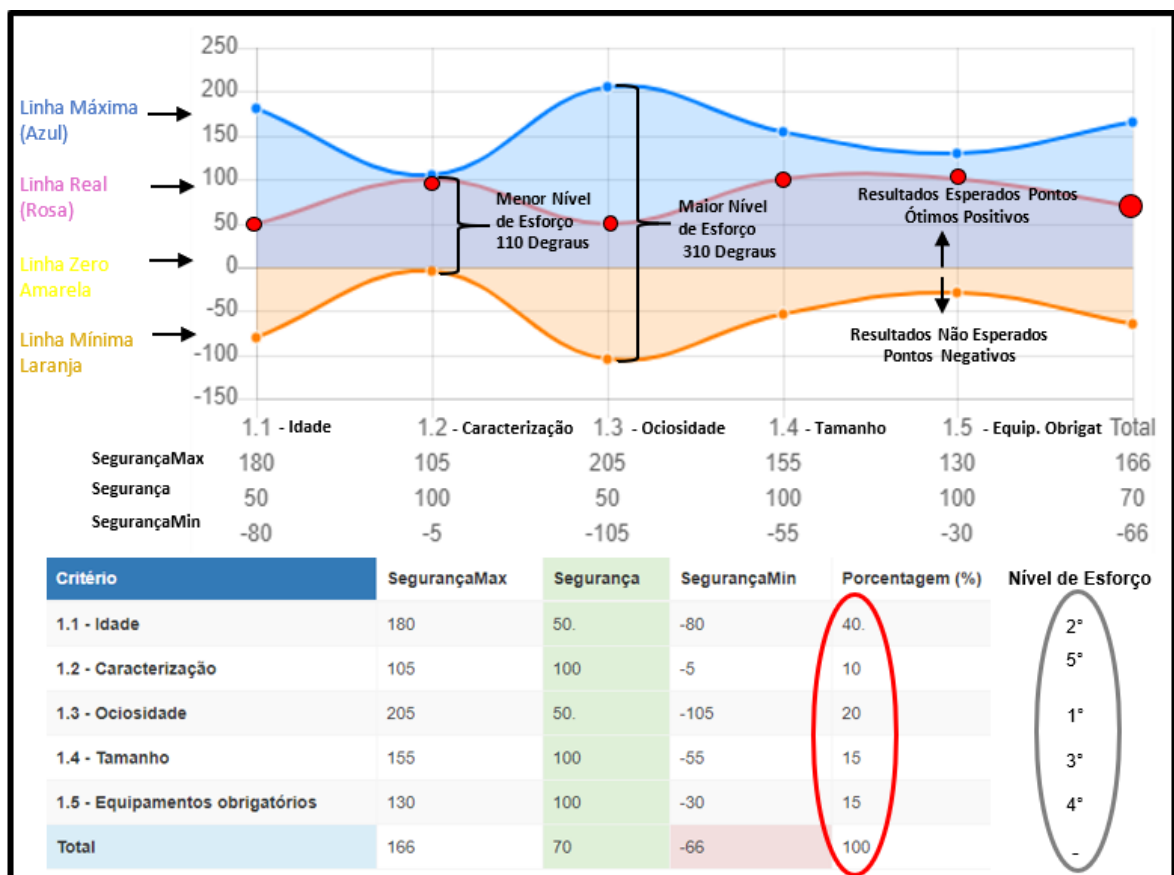 250
200
150
100
50
0
-50
-100
-150
Linha Máxima
(Azul)
Linha Real
(Rosa)
Linha Zero
Amarela
Linha Mínima
Laranja
Menor Nível
de Esforço
110 Degraus
Maior Nível
de Esforço
310 Degraus
Resultados Esperados Pontos
Ótimos Positivos
Resultados Não Esperados
Pontos Negativos
1.1 - Idade 1.2 - Caracterização 1.3 - Ociosidade 1.4 - Tamanho 1.5 - Equip. Obrigat Total
SegurançaMax 180 105 205 155 130 166
Segurança 50 100 50 100 100 70
SegurançaMin -80 -5 -105 -55 -30 -66
Critério SegurançaMax Segurança SegurançaMin Porcentagem (%) Nível de Esforço
1.1 - Idade 180 50. -80 40. 2°
1.2 - Caracterização 105 100 -5 10 5°
1.3 - Ociosidade 205 50. -105 20 1°
1.4 - Tamanho 155 100 -55 15 3°
1.5 - Equipamentos obrigatórios 130 100 -30 15 4°
Total 166 70 -66 100 -